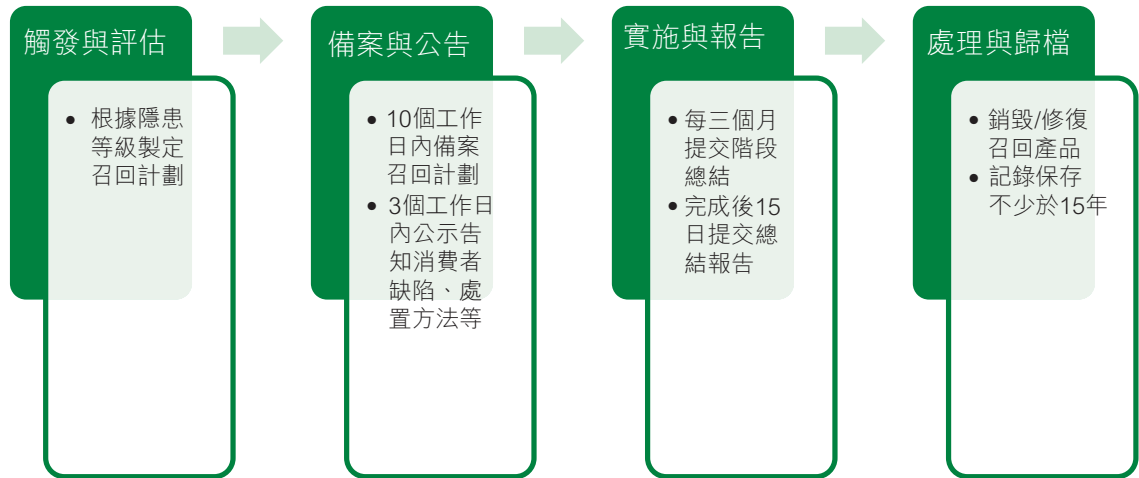 觸發與評估
• 根據隱患
等級製定
召回計劃
備案與公告
• 10個工作
日內備案
召回計劃
• 3個工作日
內公示告
知消費者
缺陷、處
置方法等
實施與報告
• 每三個月
提交階段
總結
• 完成後15
日提交總
結報告
處理與歸檔
• 銷毀/修復
召回產品
• 記錄保存
不少於15年